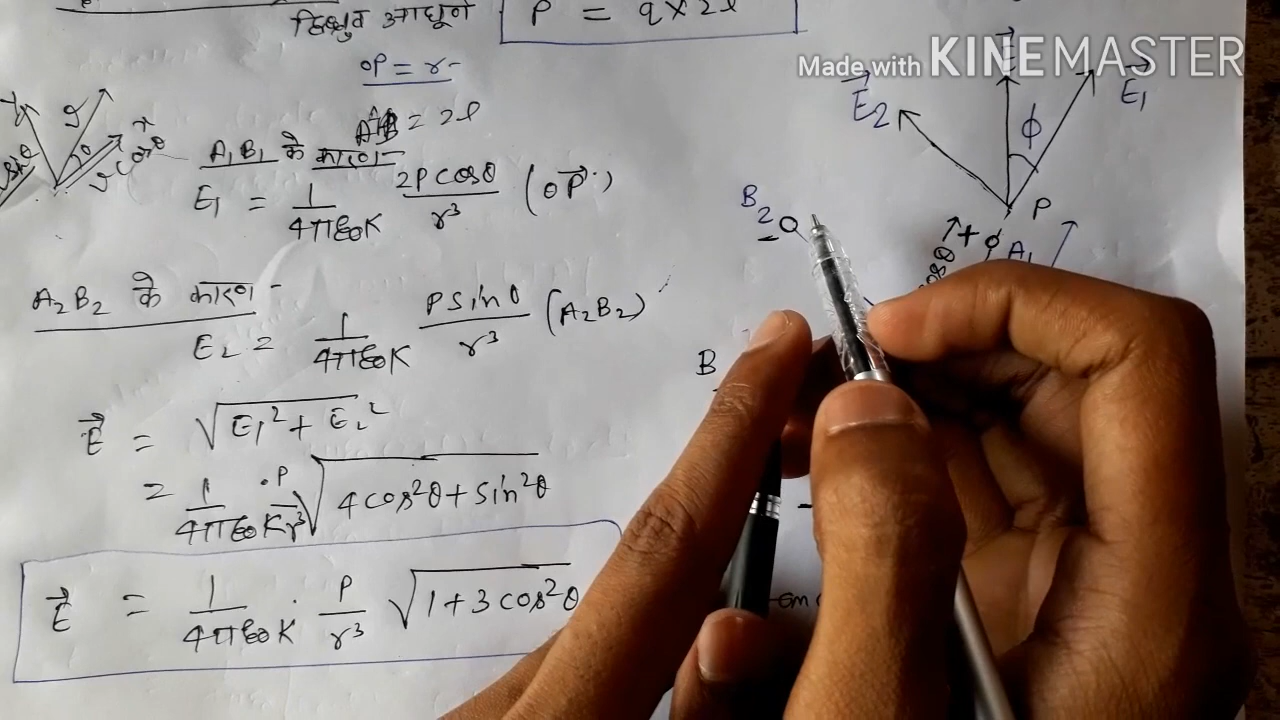 विद्युत आघूर्ण
P = q × 2l
OP = r
AB = 2l
Made with KINEMASTER
y
r
x
θ
r cosθ
sinθ
A₁B₁ के कारण -
E₁ = 1/4πε₀K 2Pcosθ/r³ (OP→)
A₂B₂ के कारण -
E₂ = 1/4πε₀K Psinθ/r³ (A₂B₂)
E→ = √E₁² + E₂²
= 1/4πε₀K . P/r³ √4cos²θ + sin²θ
E→ = 1/4πε₀K . P/r³ √1 + 3cos²θ
E→
E₂→
E₁→
ϕ
P
B₂
+
A₁
B